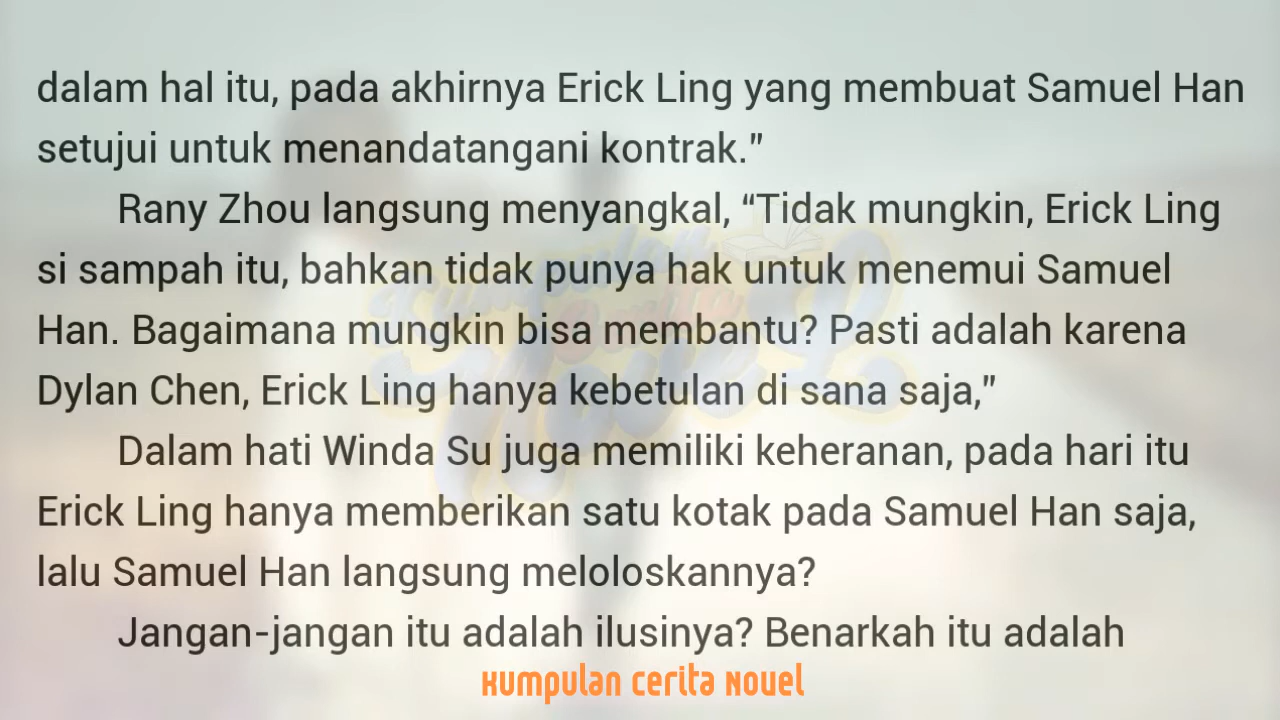 dalam hal itu, pada akhirnya Erick Ling yang membuat Samuel Han
setujui untuk menandatangani kontrak."
Rany Zhou langsung menyangkal, “Tidak mungkin, Erick Ling
si sampah itu, bahkan tidak punya hak untuk menemui Samuel
Han. Bagaimana mungkin bisa membantu? Pasti adalah karena
Dylan Chen, Erick Ling hanya kebetulan di sana saja,"
Dalam hati Winda Su juga memiliki keheranan, pada hari itu
Erick Ling hanya memberikan satu kotak pada Samuel Han saja,
lalu Samuel Han langsung meloloskannya?
Jangan-jangan itu adalah ilusinya? Benarkah itu adalah
Kumpulan Cerita Novel
Kumpulan
Cerita
Novel